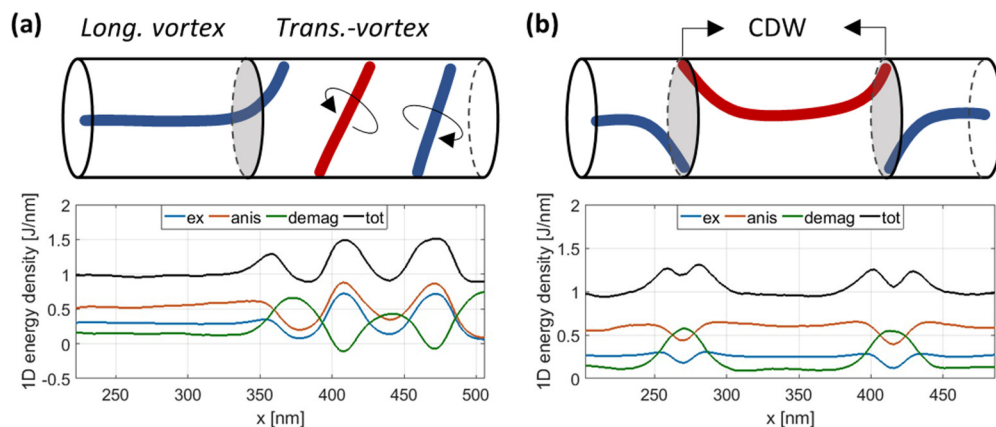 (a) Long. vortex Trans.-vortex
(b) CDW
ex anis demag tot
1D energy density [J/nm]
2
1.5
1
0.5
0
-0.5
250 300 350 400 450 500
x [nm]
ex anis demag tot
1D energy density [J/nm]
2
1.5
1
0.5
0
250 300 350 400 450
x [nm]